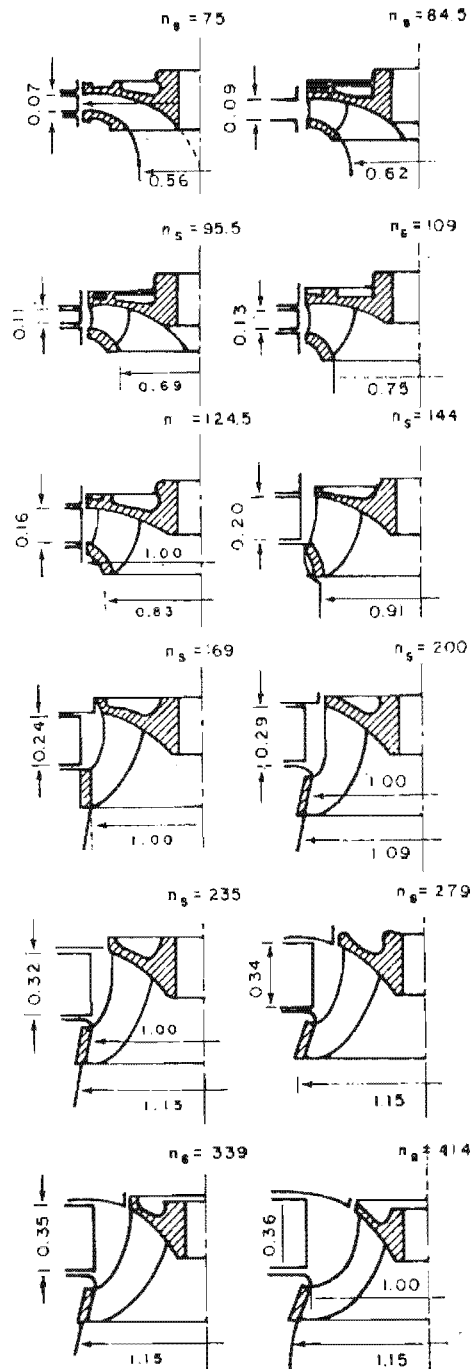 n_s = 75
n_s = 84.5
0.07
0.56
0.09
0.62
n_s = 95.5
n_s = 109
0.11
0.69
0.13
0.75
n = 124.5
n_s = 144
0.16
1.00
0.83
0.20
0.91
n_s = 169
n_s = 200
0.24
1.00
0.29
1.00
1.09
n_s = 235
n_s = 279
0.32
1.00
1.13
0.34
1.15
n_s = 339
n_s = 414
0.35
1.15
0.36
1.00
1.15